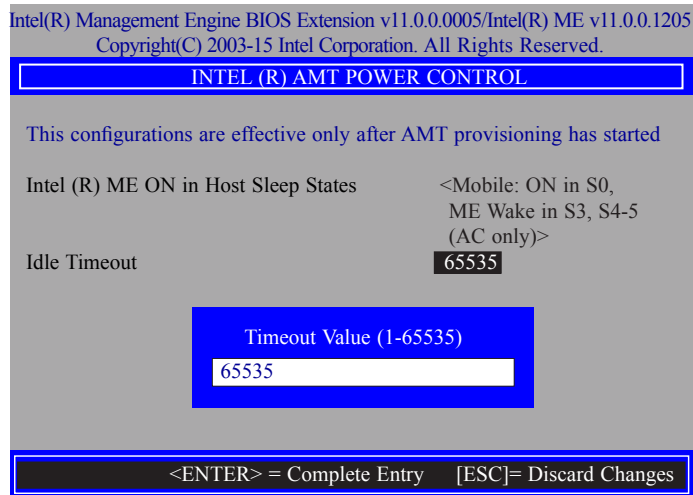 Intel(R) Management Engine BIOS Extension v11.0.0.0005/Intel(R) ME v11.0.0.1205
Copyright(C) 2003-15 Intel Corporation. All Rights Reserved.
INTEL (R) AMT POWER CONTROL
This configurations are effective only after AMT provisioning has started
Intel (R) ME ON in Host Sleep States <Mobile: ON in S0,
ME Wake in S3, S4-5
(AC only)>
Idle Timeout 65535
Timeout Value (1-65535)
65535
<ENTER> = Complete Entry [ESC]= Discard Changes